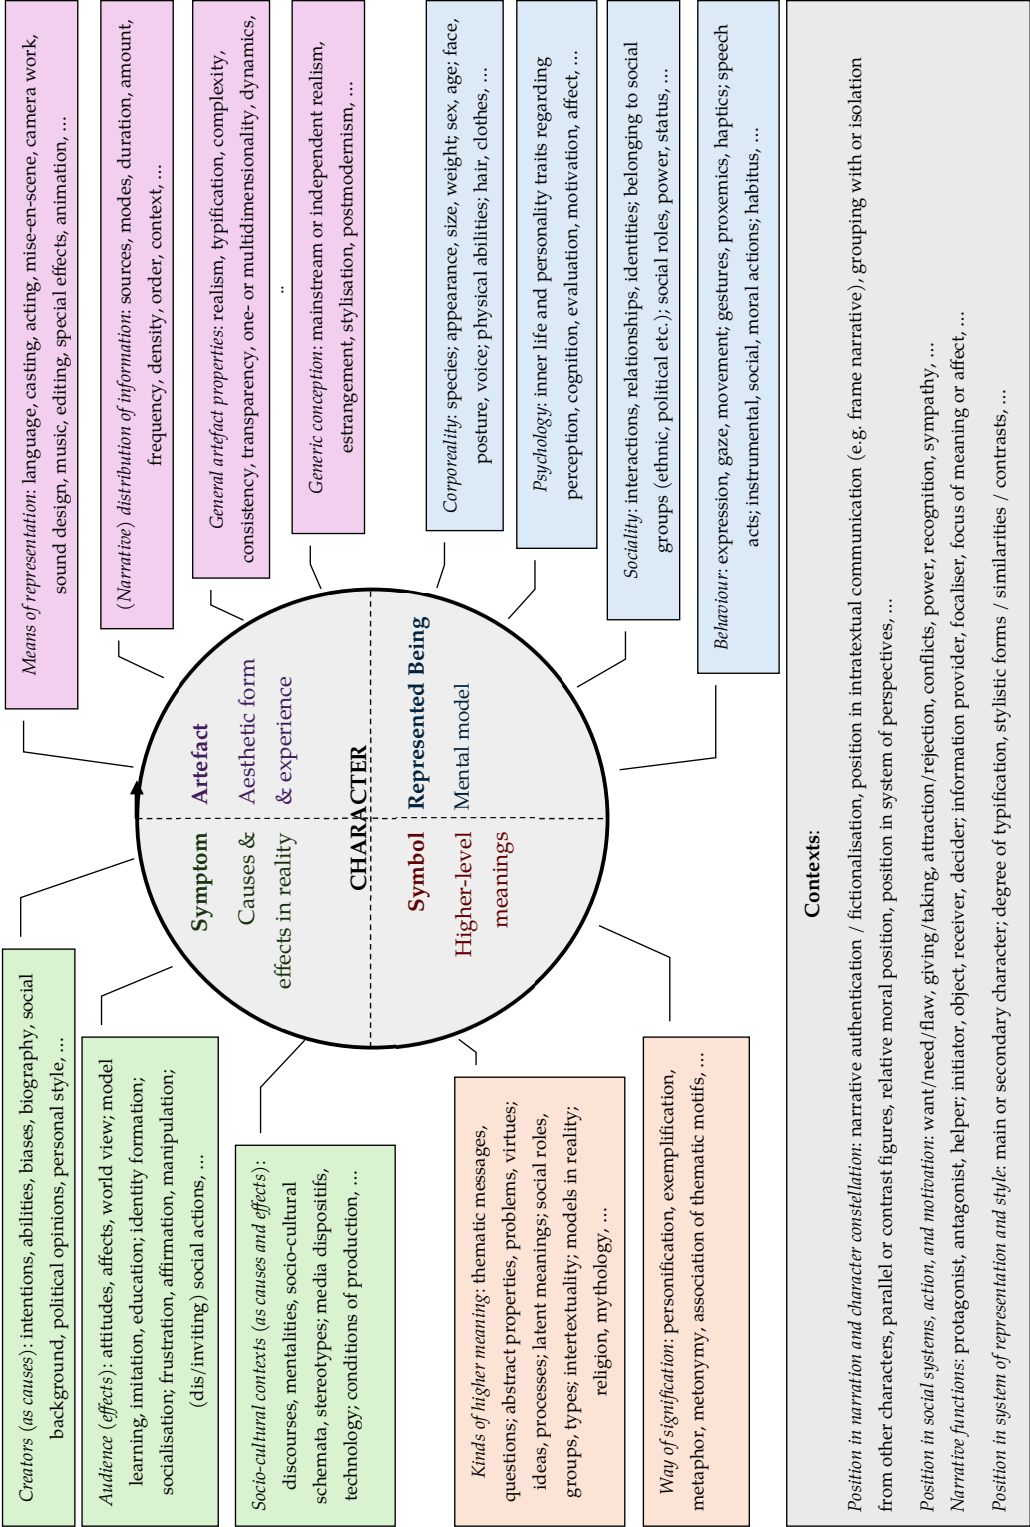 Creators (as causes): intentions, abilities, biases, biography, social
background, political opinions, personal style, …
Audience (effects): attitudes, affects, world view; model
learning, imitation, education; identity formation;
socialisation; frustration, affirmation, manipulation;
(dis/inviting) social actions, …
Socio-cultural contexts (as causes and effects):
discourses, mentalities, socio-cultural
schemata, stereotypes; media dispositifs,
technology; conditions of production, …
Kinds of higher meaning: thematic messages,
questions; abstract properties, problems, virtues;
ideas, processes; latent meanings; social roles,
groups, types; intertextuality; models in reality;
religion, mythology, …
Way of signification: personification, exemplification,
metaphor, metonymy, association of thematic motifs, …
Symptom
Causes &
effects in reality
Artefact
Aesthetic form
& experience
CHARACTER
Symbol
Higher-level
meanings
Represented Being
Mental model
Means of representation: language, casting, acting, mise-en-scene, camera work,
sound design, music, editing, special effects, animation, …
(Narrative) distribution of information: sources, modes, duration, amount,
frequency, density, order, context, …
General artefact properties: realism, typification, complexity,
consistency, transparency, one- or multidimensionality, dynamics,
..
Generic conception: mainstream or independent realism,
estrangement, stylisation, postmodernism, …
Corporeality: species; appearance, size, weight; sex, age; face,
posture, voice; physical abilities; hair, clothes, …
Psychology: inner life and personality traits regarding
perception, cognition, evaluation, motivation, affect, …
Sociality: interactions, relationships, identities; belonging to social
groups (ethnic, political etc.); social roles, power, status, …
Behaviour: expression, gaze, movement; gestures, proxemics, haptics; speech
acts; instrumental, social, moral actions; habitus, …
Contexts:
Position in narration and character constellation: narrative authentication / fictionalisation, position in intratextual communication (e.g. frame narrative), grouping with or isolation
from other characters, parallel or contrast figures, relative moral position, position in system of perspectives, …
Position in social systems, action, and motivation: want/need/flaw, giving/taking, attraction/rejection, conflicts, power, recognition, sympathy, …
Narrative functions: protagonist, antagonist, helper; initiator, object, receiver, decider; information provider, focaliser, focus of meaning or affect, …
Position in system of representation and style: main or secondary character; degree of typification, stylistic forms / similarities / contrasts, …